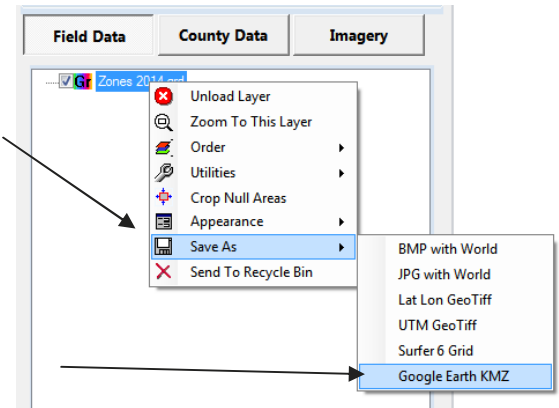 Field Data County Data Imagery
Gr Zones 2014.grd
Unload Layer
Zoom To This Layer
Order
Utilities
Crop Null Areas
Appearance
Save As
Send To Recycle Bin
BMP with World
JPG with World
Lat Lon GeoTiff
UTM GeoTiff
Surfer 6 Grid
Google Earth KMZ